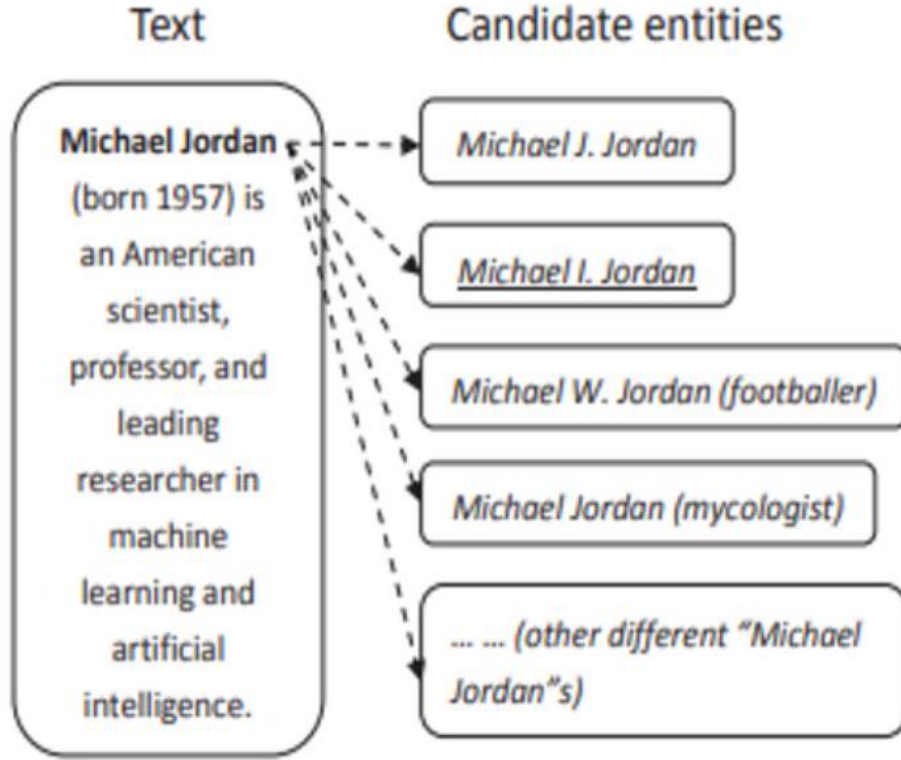 Text
Candidate entities
Michael Jordan
(born 1957) is
an American
scientist,
professor, and
leading
researcher in
machine
learning and
artificial
intelligence.
Michael J. Jordan
Michael I. Jordan
Michael W. Jordan (footballer)
Michael Jordan (mycologist)
... ... (other different "Michael
Jordan"s)